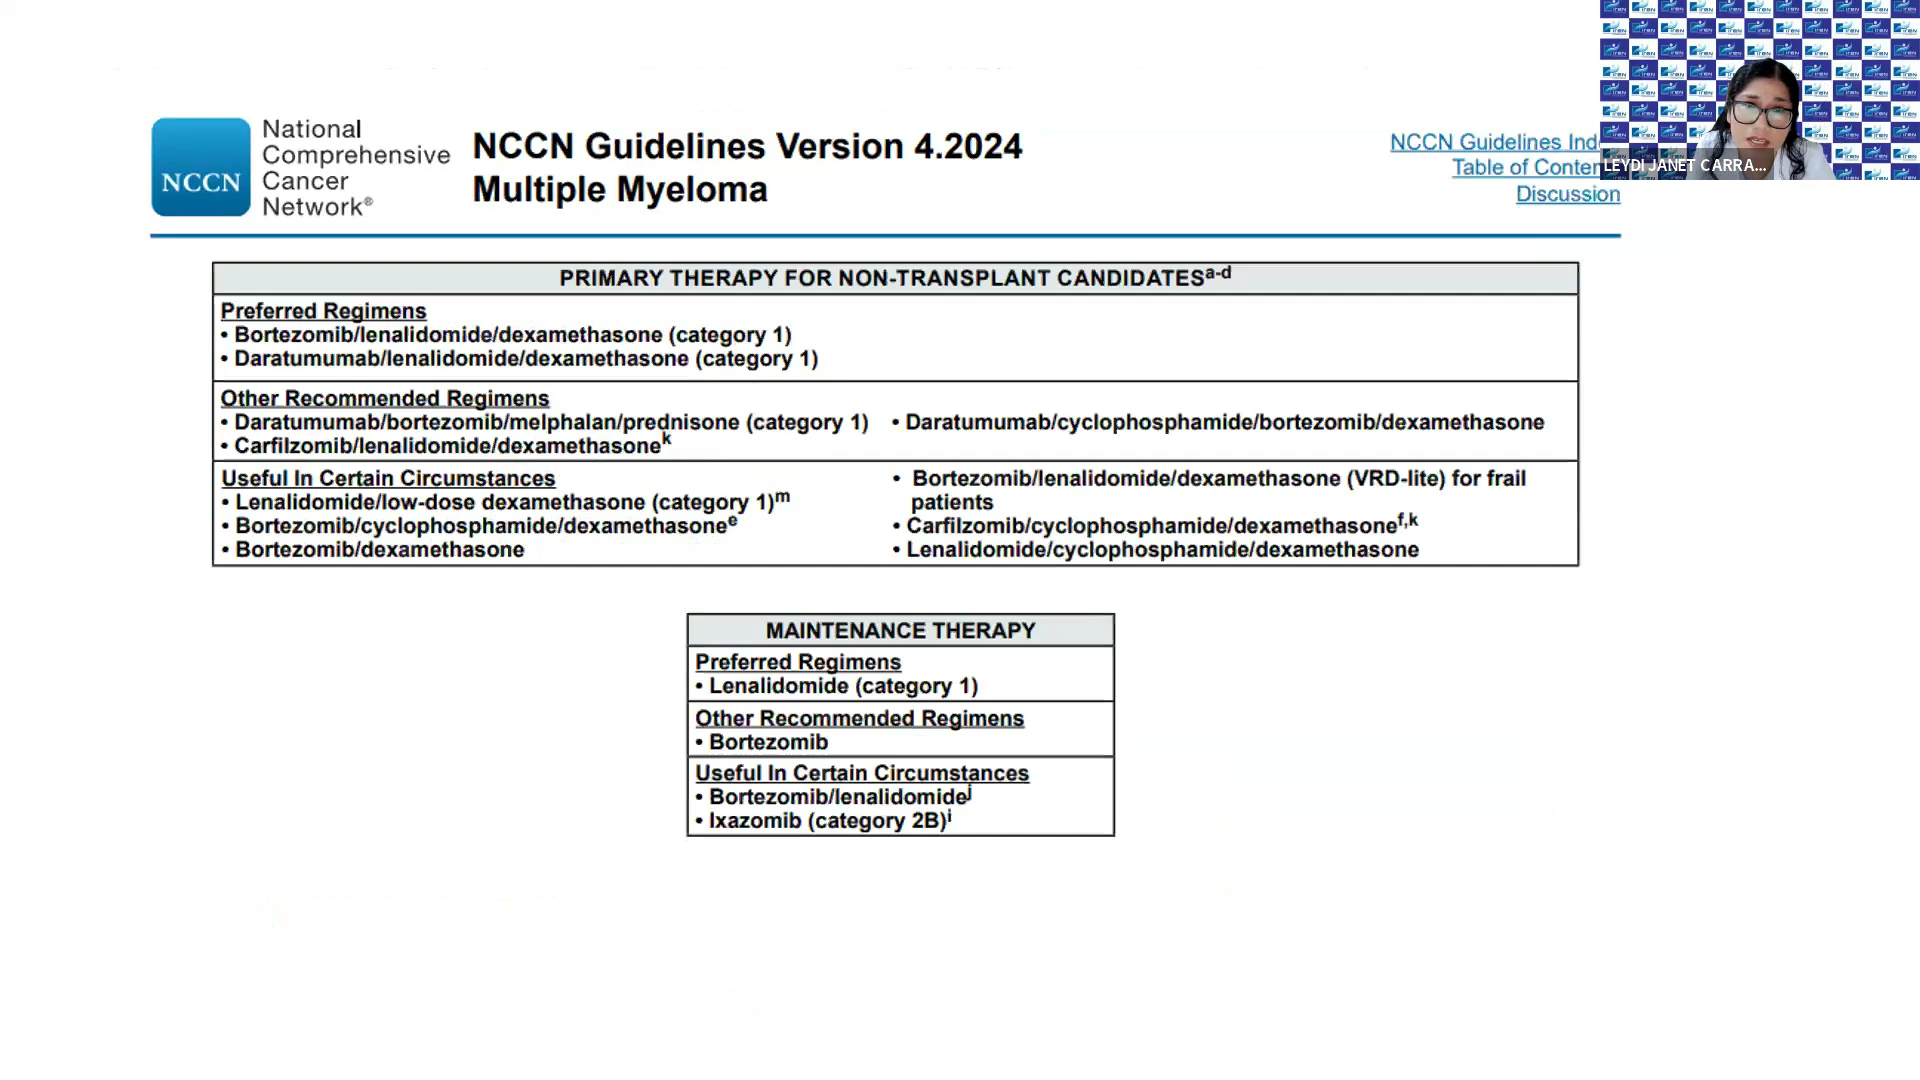 National
Comprehensive
Cancer
Network®
NCCN
NCCN Guidelines Version 4.2024
Multiple Myeloma
NCCN Guidelines
Table of
Discussion
LEYDI JANET CARRA...
PRIMARY THERAPY FOR NON-TRANSPLANT CANDIDATESa-d
Preferred Regimens
• Bortezomib/lenalidomide/dexamethasone (category 1)
• Daratumumab/lenalidomide/dexamethasone (category 1)
Other Recommended Regimens
• Daratumumab/bortezomib/melphalan/prednisone (category 1)
• Carfilzomib/lenalidomide/dexamethasonek
• Daratumumab/cyclophosphamide/bortezomib/dexamethasone
Useful In Certain Circumstances
• Lenalidomide/low-dose dexamethasone (category 1)m
• Bortezomib/cyclophosphamide/dexamethasonee
• Bortezomib/dexamethasone
• Bortezomib/lenalidomide/dexamethasone (VRD-lite) for frail
patients
• Carfilzomib/cyclophosphamide/dexamethasonef,k
• Lenalidomide/cyclophosphamide/dexamethasone
MAINTENANCE THERAPY
Preferred Regimens
• Lenalidomide (category 1)
Other Recommended Regimens
• Bortezomib
Useful In Certain Circumstances
• Bortezomib/lenalidomidej
• Ixazomib (category 2B)i